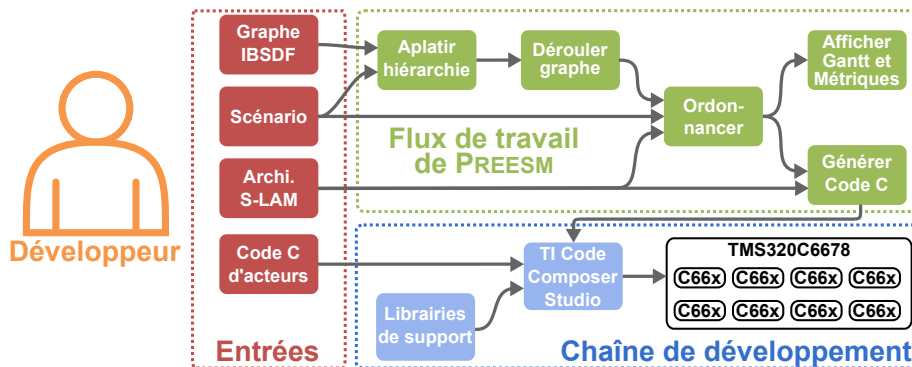 Développeur
Graphe
IBSDF
Scénario
Archi.
S-LAM
Code C
d'acteurs
Entrées
Aplatir
hiérarchie
Dérouler
graphe
Ordon-
nancer
Afficher
Gantt et
Métriques
Générer
Code C
Flux de travail
de PREESM
TI Code
Composer
Studio
Librairies
de support
TMS320C6678
C66x C66x C66x C66x
C66x C66x C66x C66x
Chaîne de développement